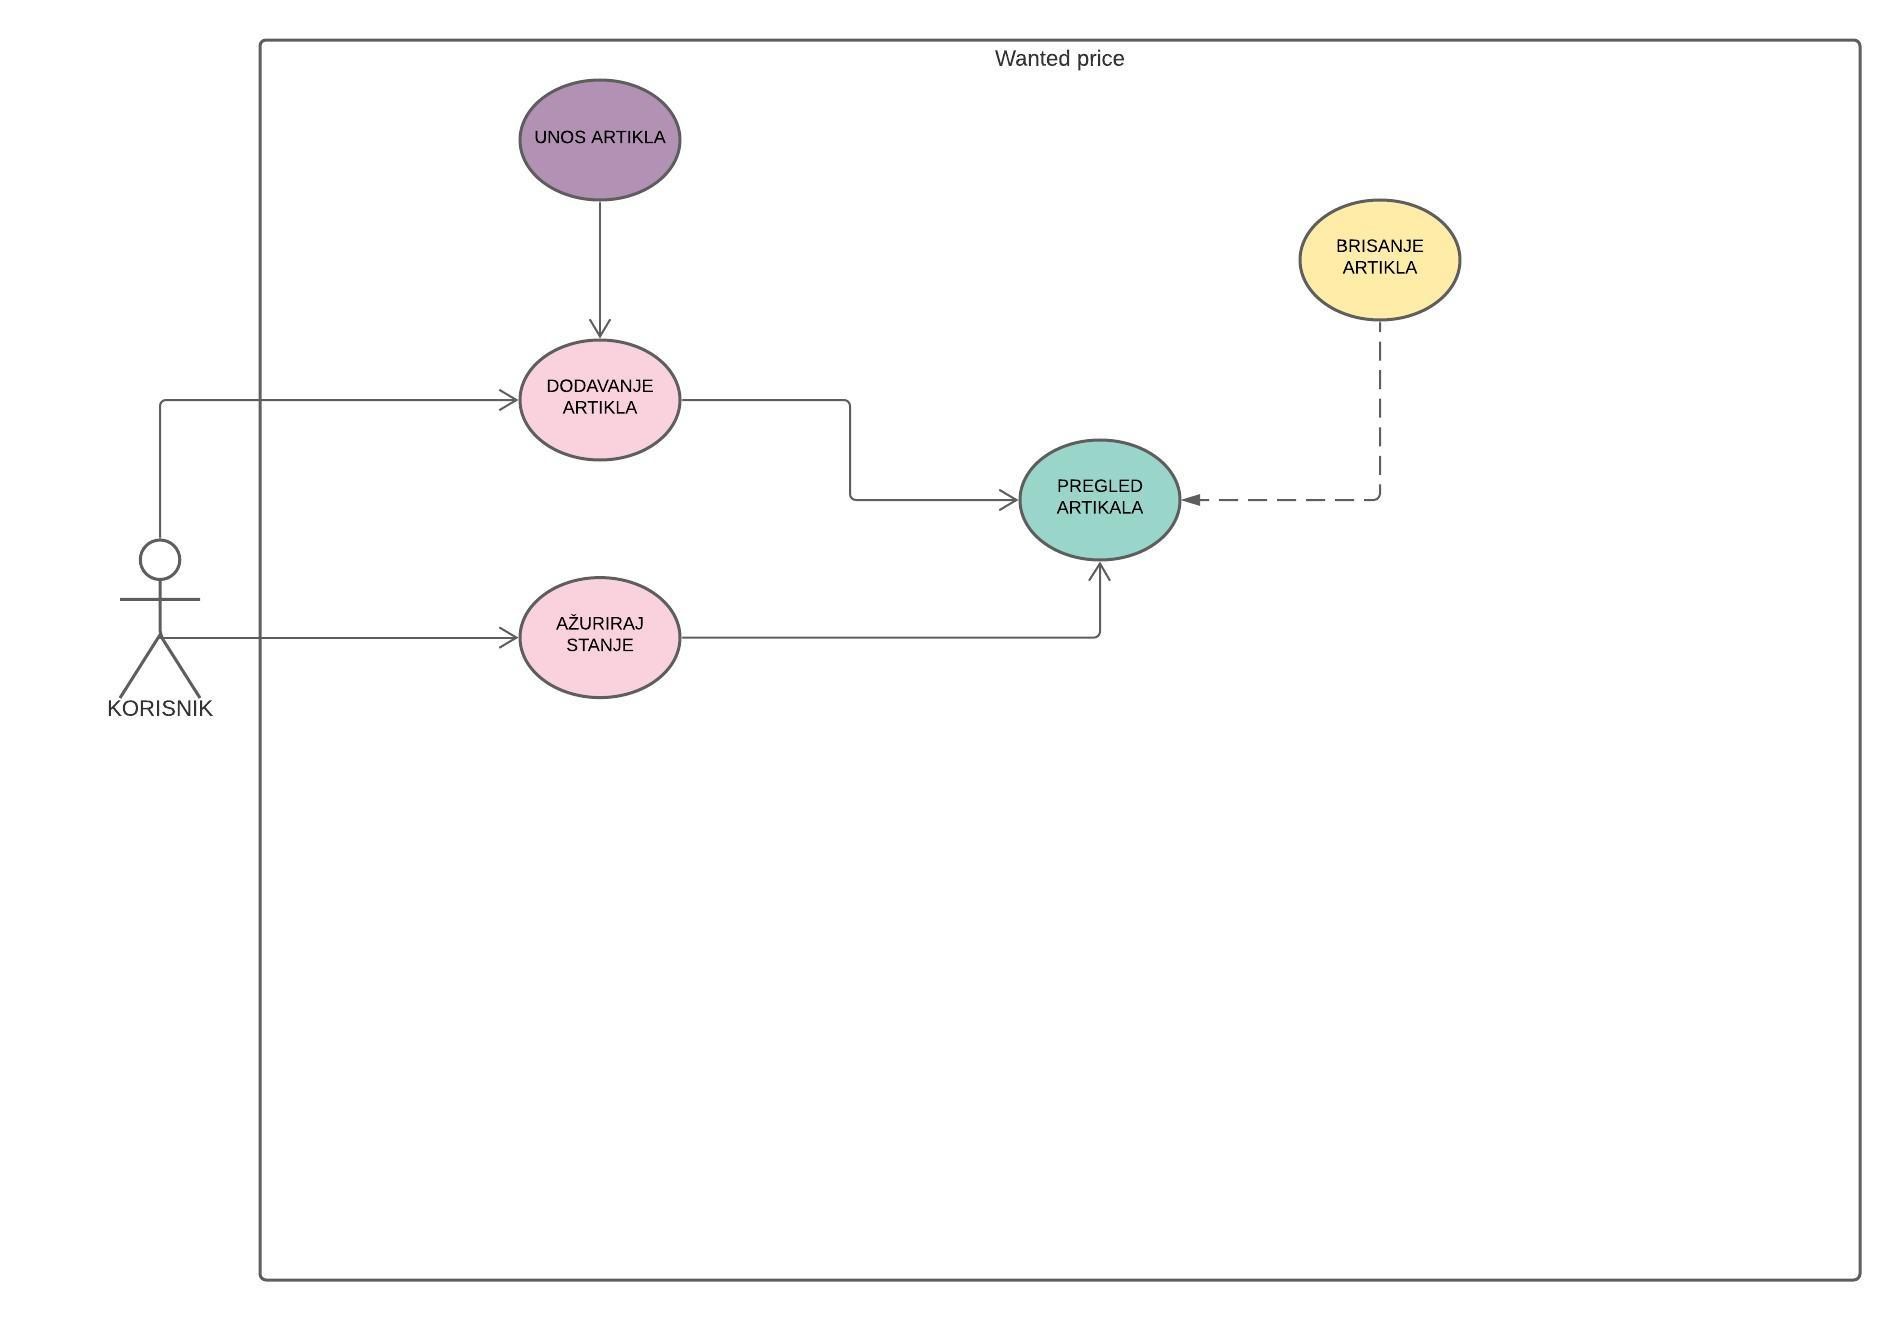 Wanted price
UNOS ARTIKLA
BRISANJE
ARTIKLA
DODAVANJE
ARTIKLA
PREGLED
ARTIKALA
AŽURIRAJ
STANJE
KORISNIK